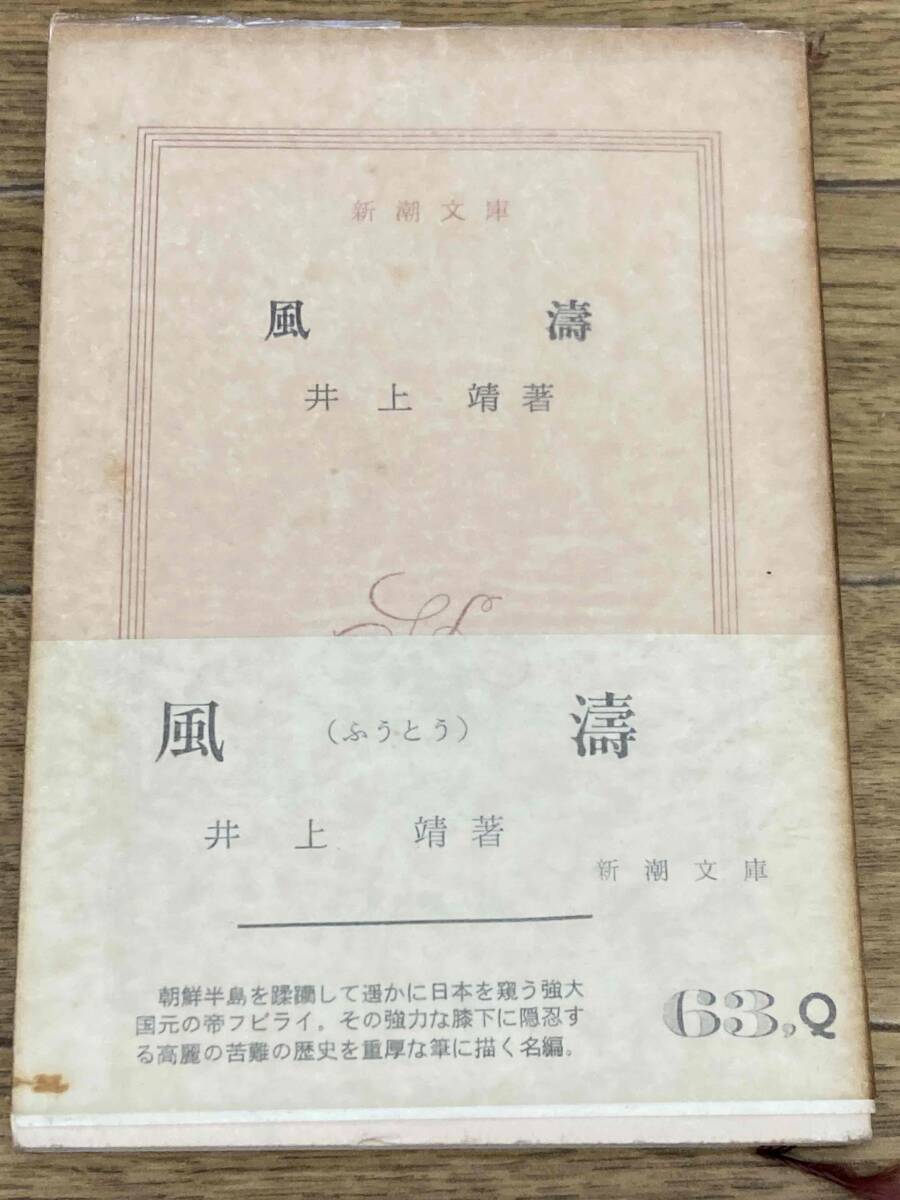 新潮文庫
風濤
井上靖著
風(ふうとう)濤
井上靖著
新潮文庫
朝鮮半島を蹂躙して遥かに日本を窺う強大
国元の帝フビライ。その強力な膝下に隠忍す
る高麗の苦難の歴史を重厚な筆に描く名編。
63,Q